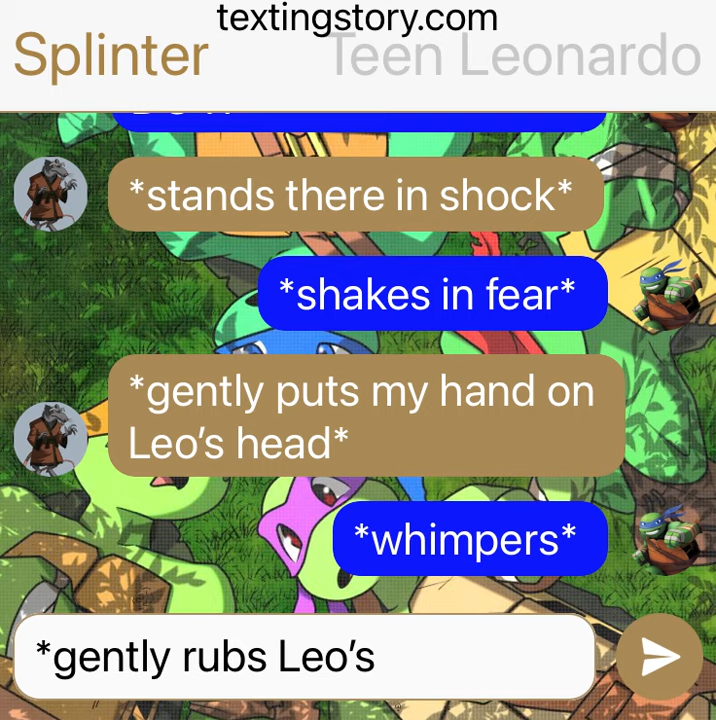 textingstory.com
Splinter Teen Leonardo
*stands there in shock*
*shakes in fear*
*gently puts my hand on
Leo’s head*
*whimpers*
*gently rubs Leo’s